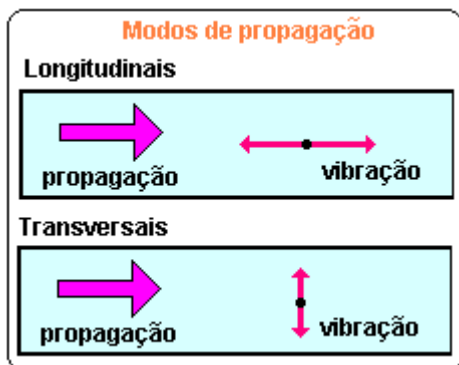 Modos de propagação
Longitudinais
propagação
vibração
Transversais
propagação
vibração